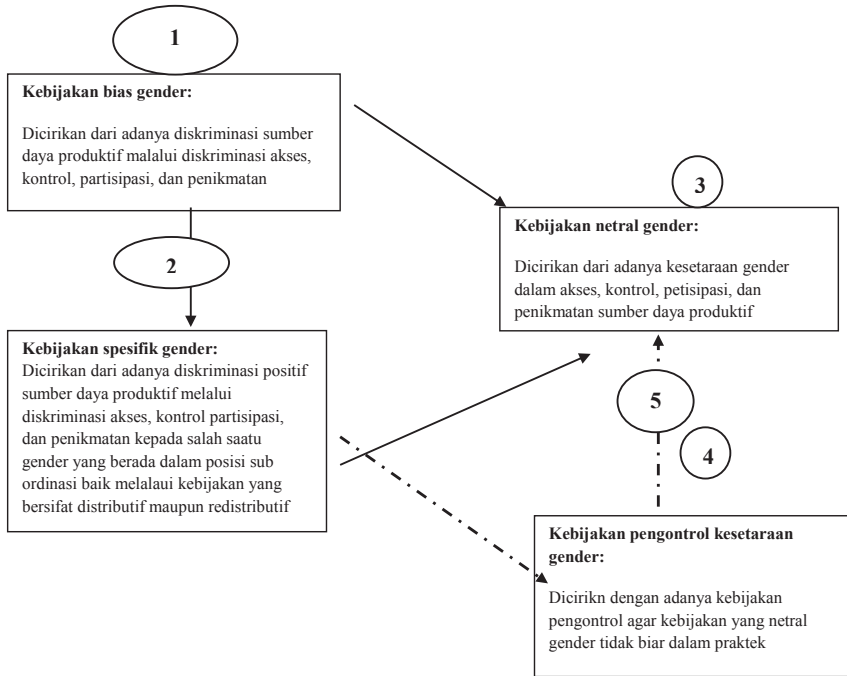 1
Kebijakan bias gender:
Dicirikan dari adanya diskriminasi sumber
daya produktif malalui diskriminasi akses,
kontrol, partisipasi, dan penikmatan
2
3
Kebijakan netral gender:
Dicirikan dari adanya kesetaraan gender
dalam akses, kontrol, petisipasi, dan
penikmatan sumber daya produktif
Kebijakan spesifik gender:
Dicirikan dari adanya diskriminasi positif
sumber daya produktif melalui
diskriminasi akses, kontrol partisipasi,
dan penikmatan kepada salah saatu
gender yang berada dalam posisi sub
ordinasi baik melalaui kebijakan yang
bersifat distributif maupun redistributif
5
4
Kebijakan pengontrol kesetaraan
gender:
Dicirikn dengan adanya kebijakan
pengontrol agar kebijakan yang netral
gender tidak biar dalam praktek